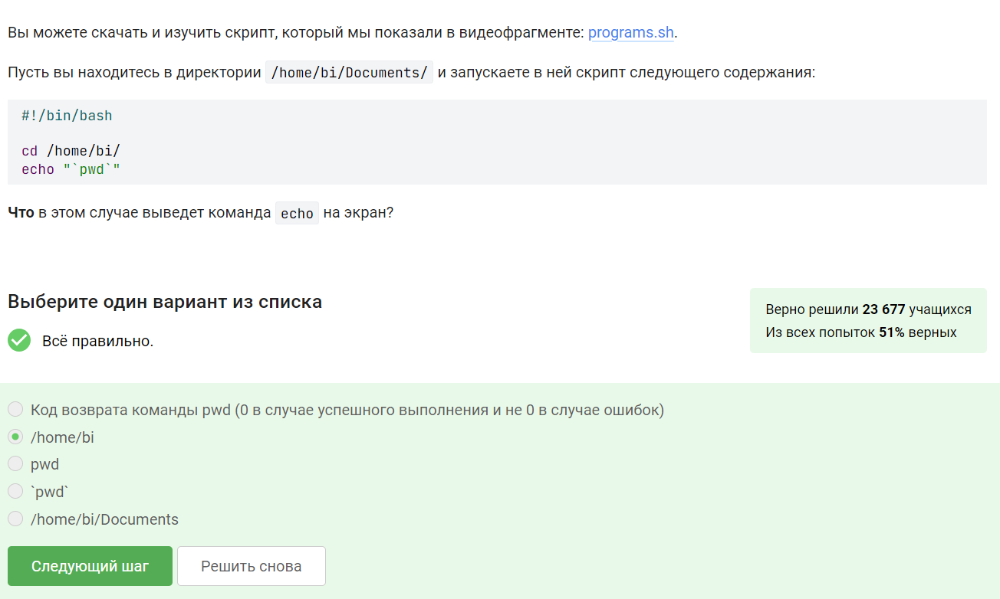 Вы можете скачать и изучить скрипт, который мы показали в видеофрагменте: programs.sh.
Пусть вы находитесь в директории /home/bi/Documents/ и запускаете в ней скрипт следующего содержания:
#!/bin/bash
cd /home/bi/
echo "`pwd`"
Что в этом случае выведет команда echo на экран?
Выберите один вариант из списка
Всё правильно.
Верно решили 23 677 учащихся
Из всех попыток 51% верных
Код возврата команды pwd (0 в случае успешного выполнения и не 0 в случае ошибок)
/home/bi
pwd
`pwd`
/home/bi/Documents
Следующий шаг
Решить снова